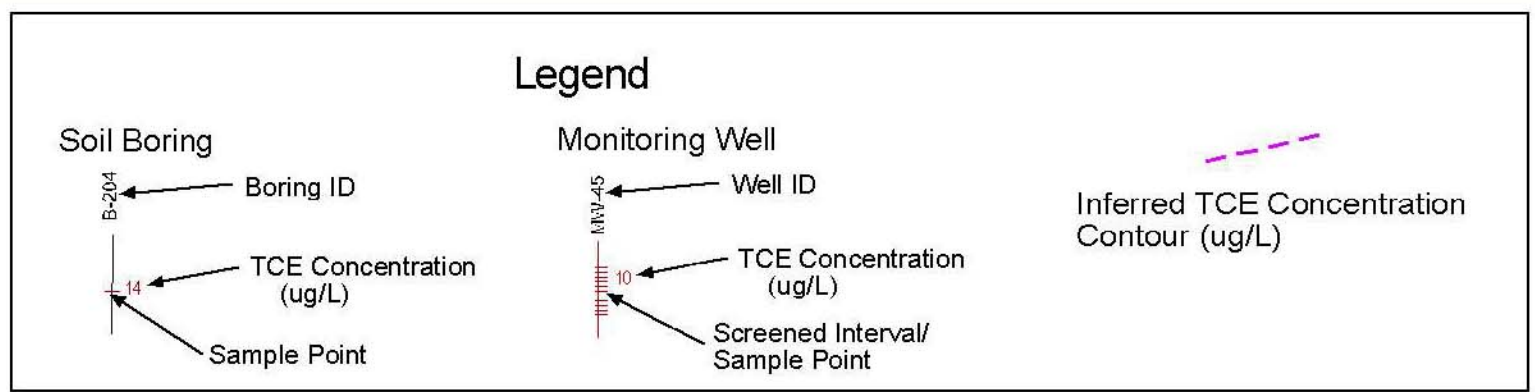 Legend
Soil Boring
B-204
Boring ID
14
TCE Concentration
(ug/L)
Sample Point
Monitoring Well
MW-45
Well ID
10
TCE Concentration
(ug/L)
Screened Interval/
Sample Point
Inferred TCE Concentration
Contour (ug/L)